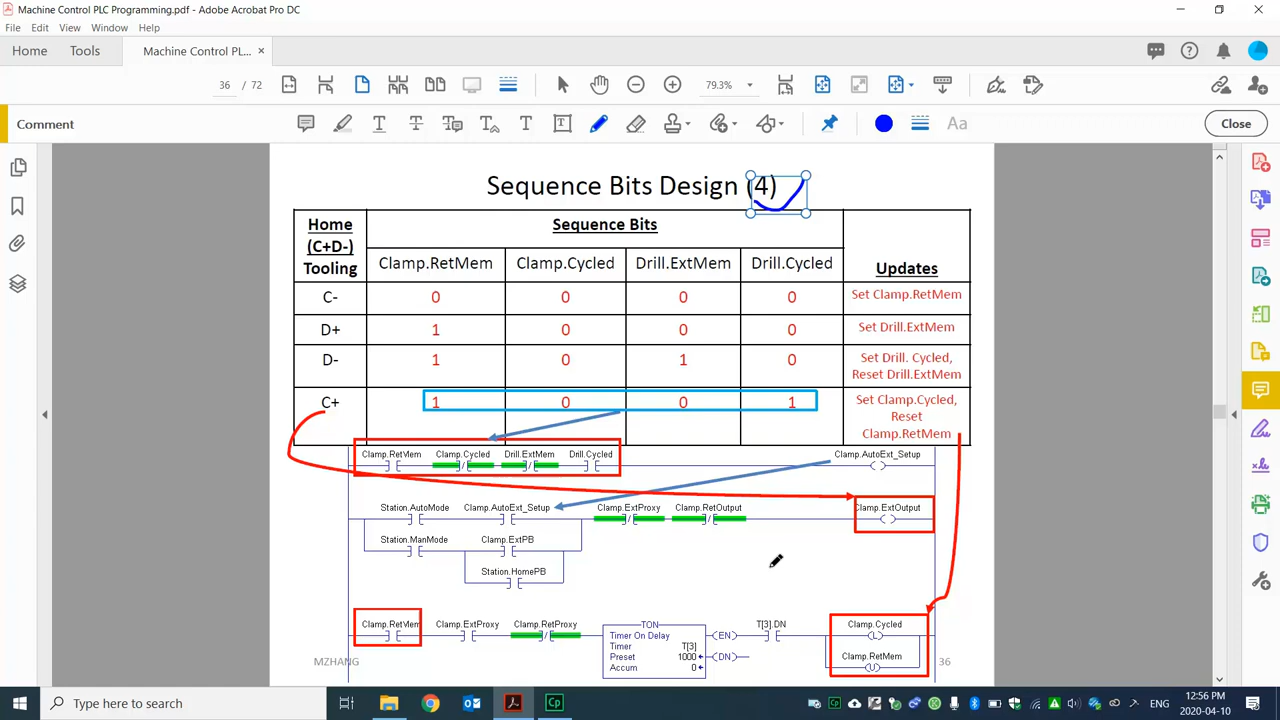 Machine Control PLC Programming.pdf - Adobe Acrobat Pro DC
File Edit View Window Help
Home Tools Machine Control PL... ×
36 / 72 79.3%
Comment Aa Close
Sequence Bits Design (4)
Home (C+D-) Tooling
Sequence Bits
Updates
Clamp.RetMem Clamp.Cycled Drill.ExtMem Drill.Cycled
C- 0 0 0 0 Set Clamp.RetMem
D+ 1 0 0 0 Set Drill.ExtMem
D- 1 0 1 0 Set Drill. Cycled,
Reset Drill.ExtMem
C+ 1 0 0 1 Set Clamp.Cycled,
Reset
Clamp.RetMem
Clamp.RetMem Clamp.Cycled Drill.ExtMem Drill.Cycled Clamp.AutoExt_Setup
Station.AutoMode Clamp.AutoExt_Setup Clamp.ExtProxy Clamp.RetOutput Clamp.ExtOutput
Station.ManMode Clamp.ExtPB
Station.HomePB
Clamp.RetMem Clamp.ExtProxy Clamp.RetProxy TON T[3].DN Clamp.Cycled
Timer On Delay EN L
Timer T[3]
Preset 1000 DN Clamp.RetMem
Accum 0 U
MZHANG 36
Type here to search
ENG 12:56 PM
2020-04-10